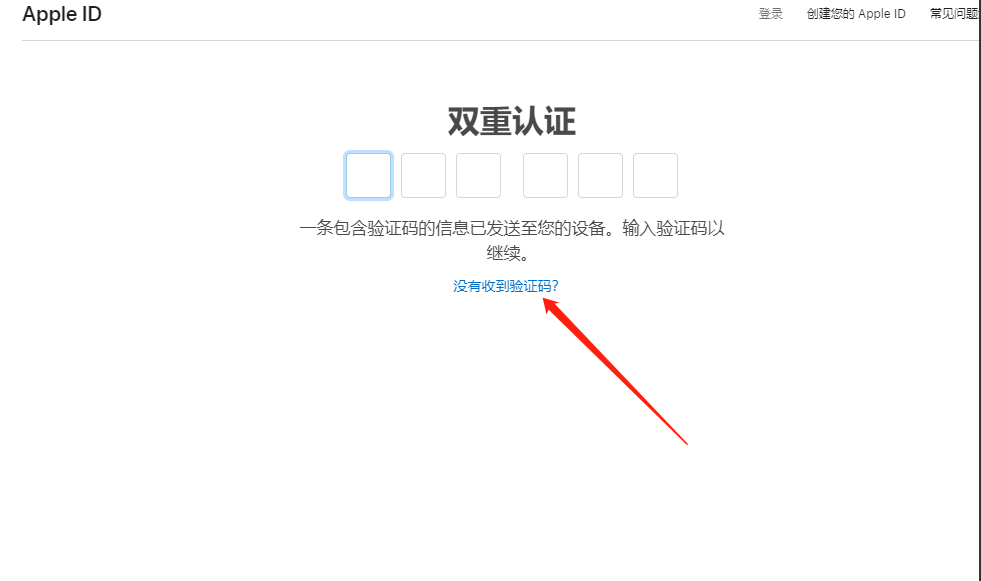 Apple ID
登录 创建您的 Apple ID 常见问题
双重认证
一条包含验证码的信息已发送至您的设备。输入验证码以
继续。
没有收到验证码?